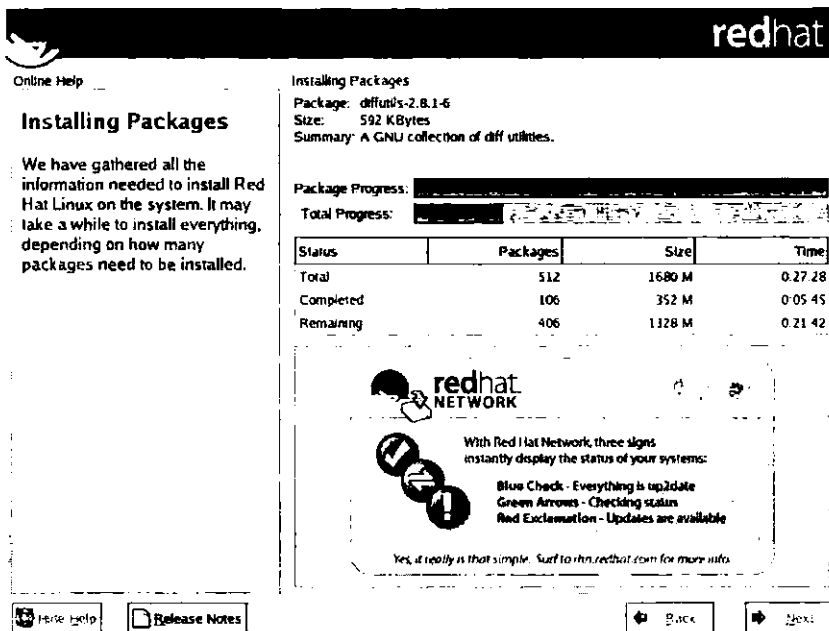 redhat
Online Help
Installing Packages
We have gathered all the
information needed to install Red
Hat Linux on the system. It may
take a while to install everything,
depending on how many
packages need to be installed.
Installing Packages
Package: diffutils-2.8.1-6
Size: 592 KBytes
Summary: A GNU collection of diff utilities.
Package Progress:
Total Progress:
Status Packages Size Time
Total 512 1680 M 0:27:28
Completed 106 352 M 0:05:45
Remaining 406 1328 M 0:21:42
redhat
NETWORK
With Red Hat Network, three signs
instantly display the status of your systems:
Blue Check - Everything is up2date
Green Arrows - Checking status
Red Exclamation - Updates are available
Yes, it really is that simple. Surf to rhn.redhat.com for more info.
Hide Help
Release Notes
Back
Next